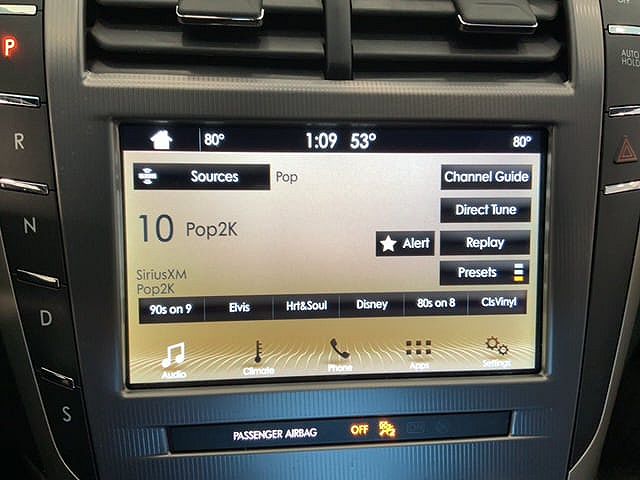 OFF
P
AUTO
HOLD
80° 1:09 53° 80°
Sources Pop Channel Guide
Direct Tune
10 Pop2K
Alert Replay
Presets
SiriusXM
Pop2K
90s on 9 Elvis Hrt&Soul Disney 80s on 8 ClsVinyl
Audio Climate Phone Apps Settings
R
N
D
S
PASSENGER AIRBAG OFF